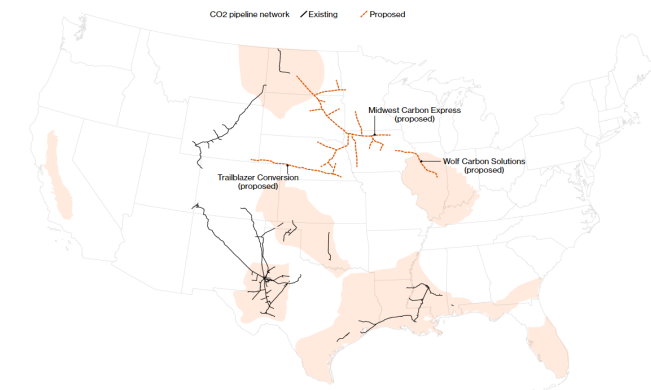 CO2 pipeline network Existing Proposed
Midwest Carbon Express
(proposed)
Wolf Carbon Solutions
(proposed)
Trailblazer Conversion
(proposed)